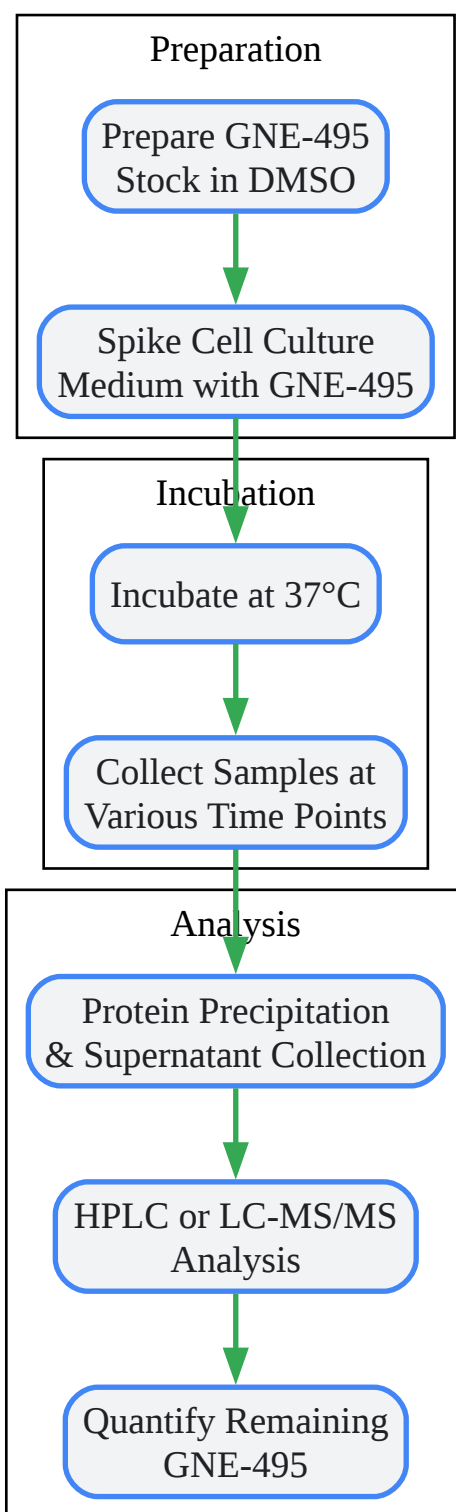 Preparation
Prepare GNE-495
Stock in DMSO
Spike Cell Culture
Medium with GNE-495
Incubation
Incubate at 37°C
Collect Samples at
Various Time Points
Analysis
Protein Precipitation
& Supernatant Collection
HPLC or LC-MS/MS
Analysis
Quantify Remaining
GNE-495